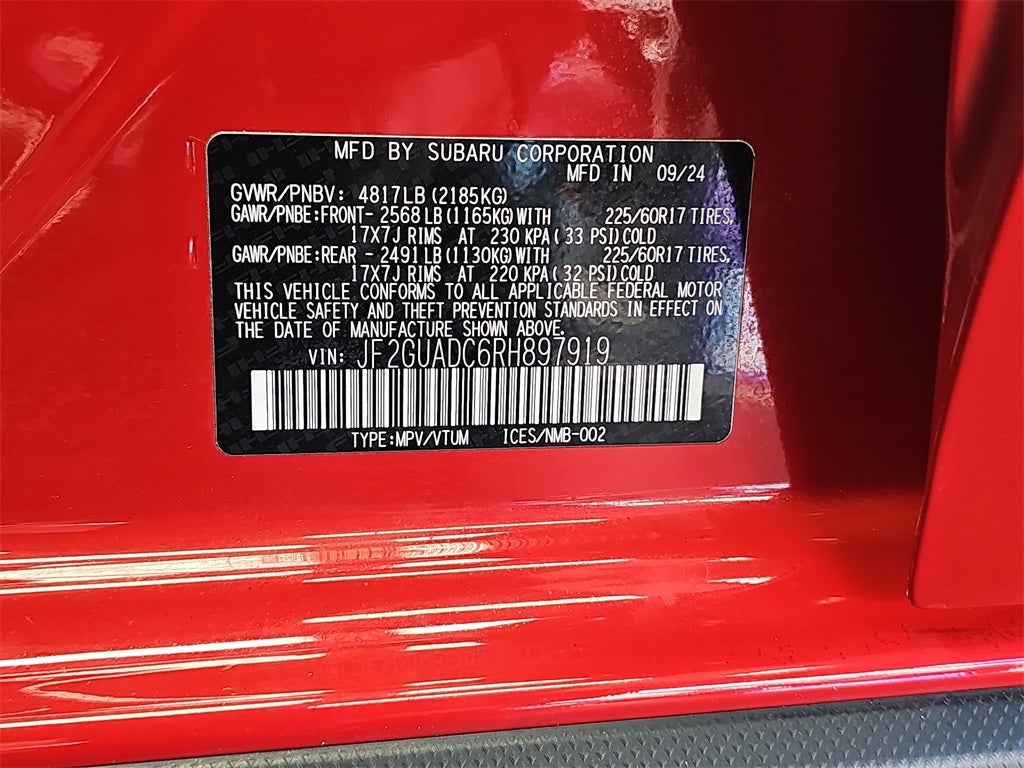 MFD BY SUBARU CORPORATION
MFD IN 09/24
GVWR/PNBV: 4817LB (2185KG)
GAWR/PNBE:FRONT- 2568 LB (1165KG) WITH 225/60R17 TIRES,
17X7J RIMS AT 230 KPA ( 33 PSI) COLD
GAWR/PNBE:REAR - 2491 LB (1130KG) WITH 225/60R17 TIRES,
17X7J RIMS AT 220 KPA ( 32 PSI) COLD
THIS VEHICLE CONFORMS TO ALL APPLICABLE FEDERAL MOTOR
VEHICLE SAFETY AND THEFT PREVENTION STANDARDS IN EFFECT ON
THE DATE OF MANUFACTURE SHOWN ABOVE.
VIN: JF2GUADC6RH897919
TYPE:MPV/VTUM ICES/NMB-002